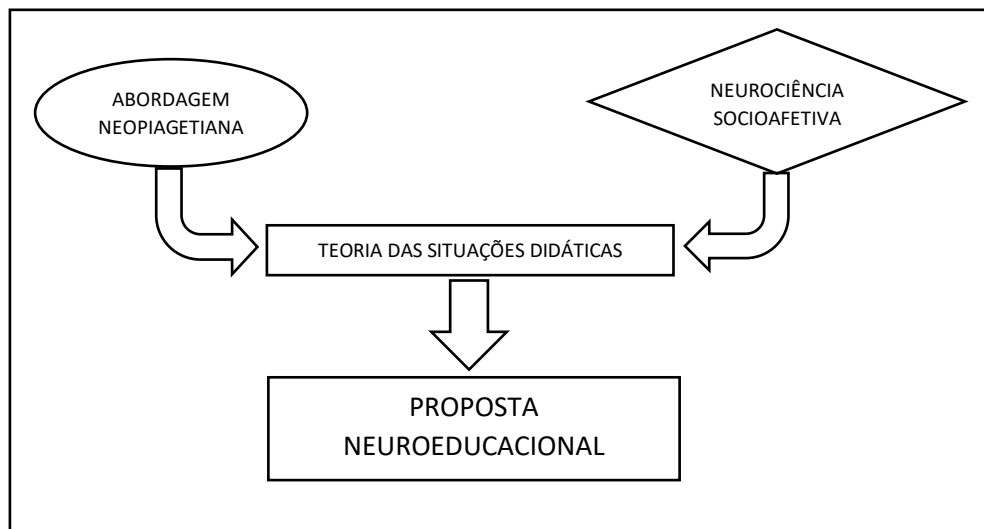 ABORDAGEM
NEOPIAGETIANA
NEUROCIÊNCIA
SOCIOAFETIVA
TEORIA DAS SITUAÇÕES DIDÁTICAS
PROPOSTA
NEUROEDUCACIONAL